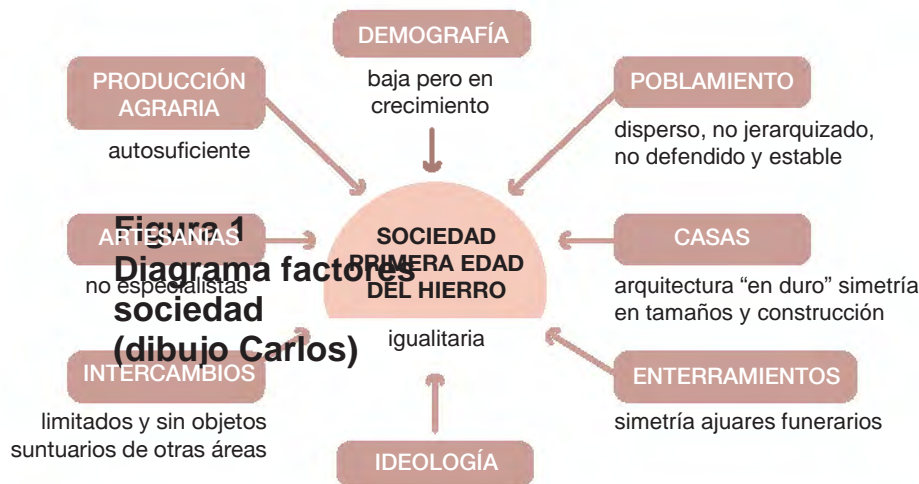 DEMOGRAFÍA
baja pero en
crecimiento
PRODUCCIÓN
AGRARIA
autosuficiente
POBLAMIENTO
disperso, no jerarquizado,
no defendido y estable
ARTESANÍAS
no especialistas
Figura 1
Diagrama factores
sociedad
(dibujo Carlos)
SOCIEDAD
PRIMERA EDAD
DEL HIERRO
igualitaria
CASAS
arquitectura “en duro” simetría
en tamaños y construcción
INTERCAMBIOS
limitados y sin objetos
suntuarios de otras áreas
ENTERRAMIENTOS
simetría ajuares funerarios
IDEOLOGÍA